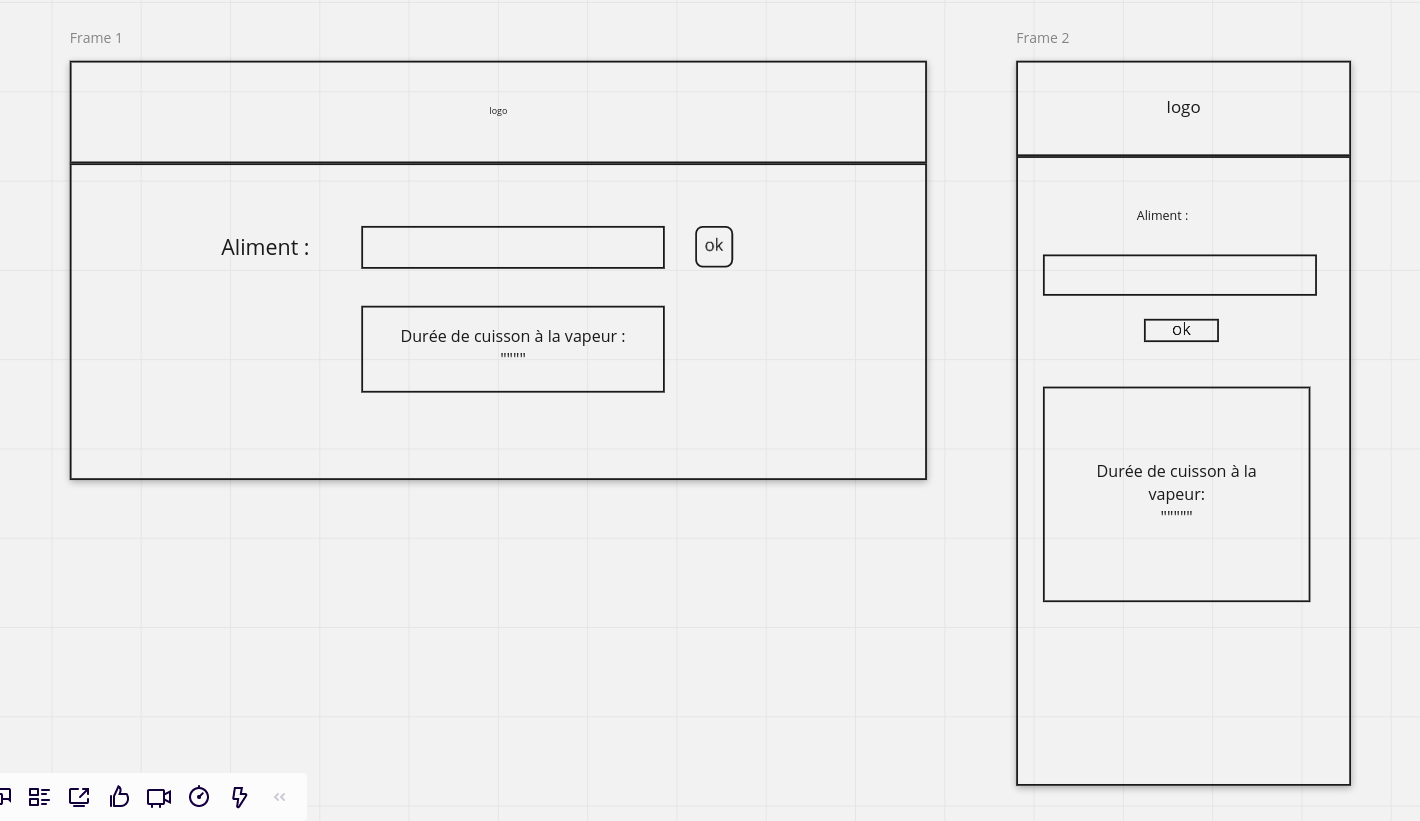 Frame 1
logo
Aliment :
ok
Durée de cuisson à la vapeur :
""""
Frame 2
logo
Aliment :
ok
Durée de cuisson à la
vapeur:
"""""